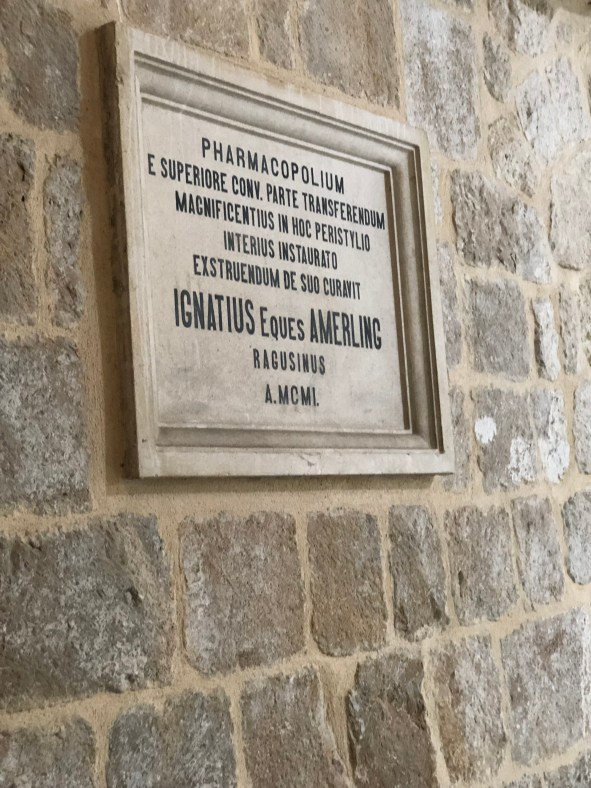 PHARMACOPOLIUM
E SUPERIORE CONV. PARTE TRANSFERENDUM
MAGNIFICENTIUS IN HOC PERISTYLIO
INTERIUS INSTAURATO
EXSTRUENDUM DE SUO CURAVIT
IGNATIUS EQUES AMERLING
RAGUSINUS
A.MCMI.